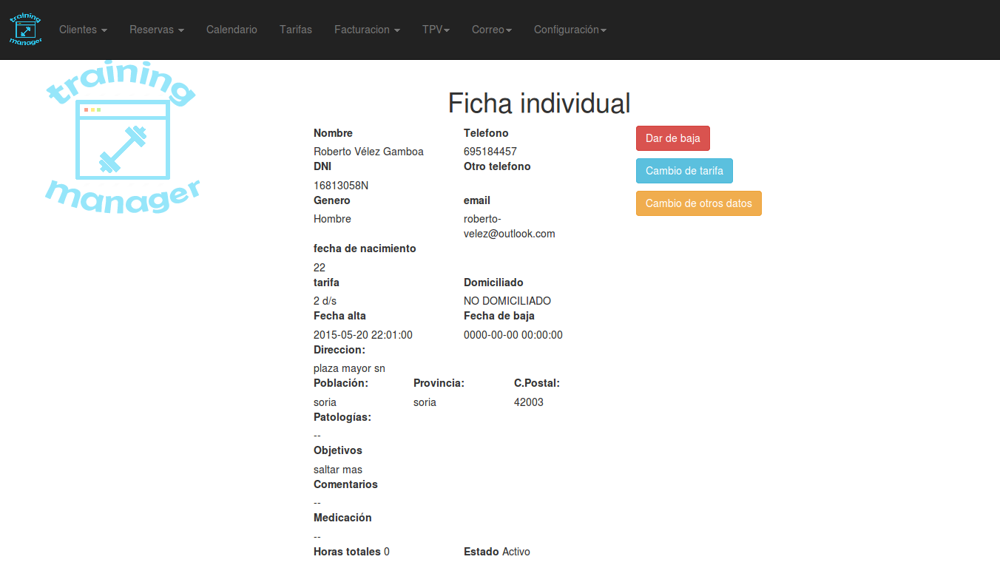 training
manager
Clientes
Reservas
Calendario
Tarifas
Facturacion
TPV
Correo
Configuración
training
manager
Ficha individual
Nombre
Telefono
Dar de baja
Roberto Vélez Gamboa
695184457
DNI
Otro telefono
Cambio de tarifa
16813058N
Genero
email
Cambio de otros datos
Hombre
roberto-
velez@outlook.com
fecha de nacimiento
22
tarifa
Domiciliado
2 d/s
NO DOMICILIADO
Fecha alta
Fecha de baja
2015-05-20 22:01:00
0000-00-00 00:00:00
Direccion:
plaza mayor sn
Población:
Provincia:
C.Postal:
soria
soria
42003
Patologías:
--
Objetivos
saltar mas
Comentarios
--
Medicación
--
Horas totales 0
Estado Activo